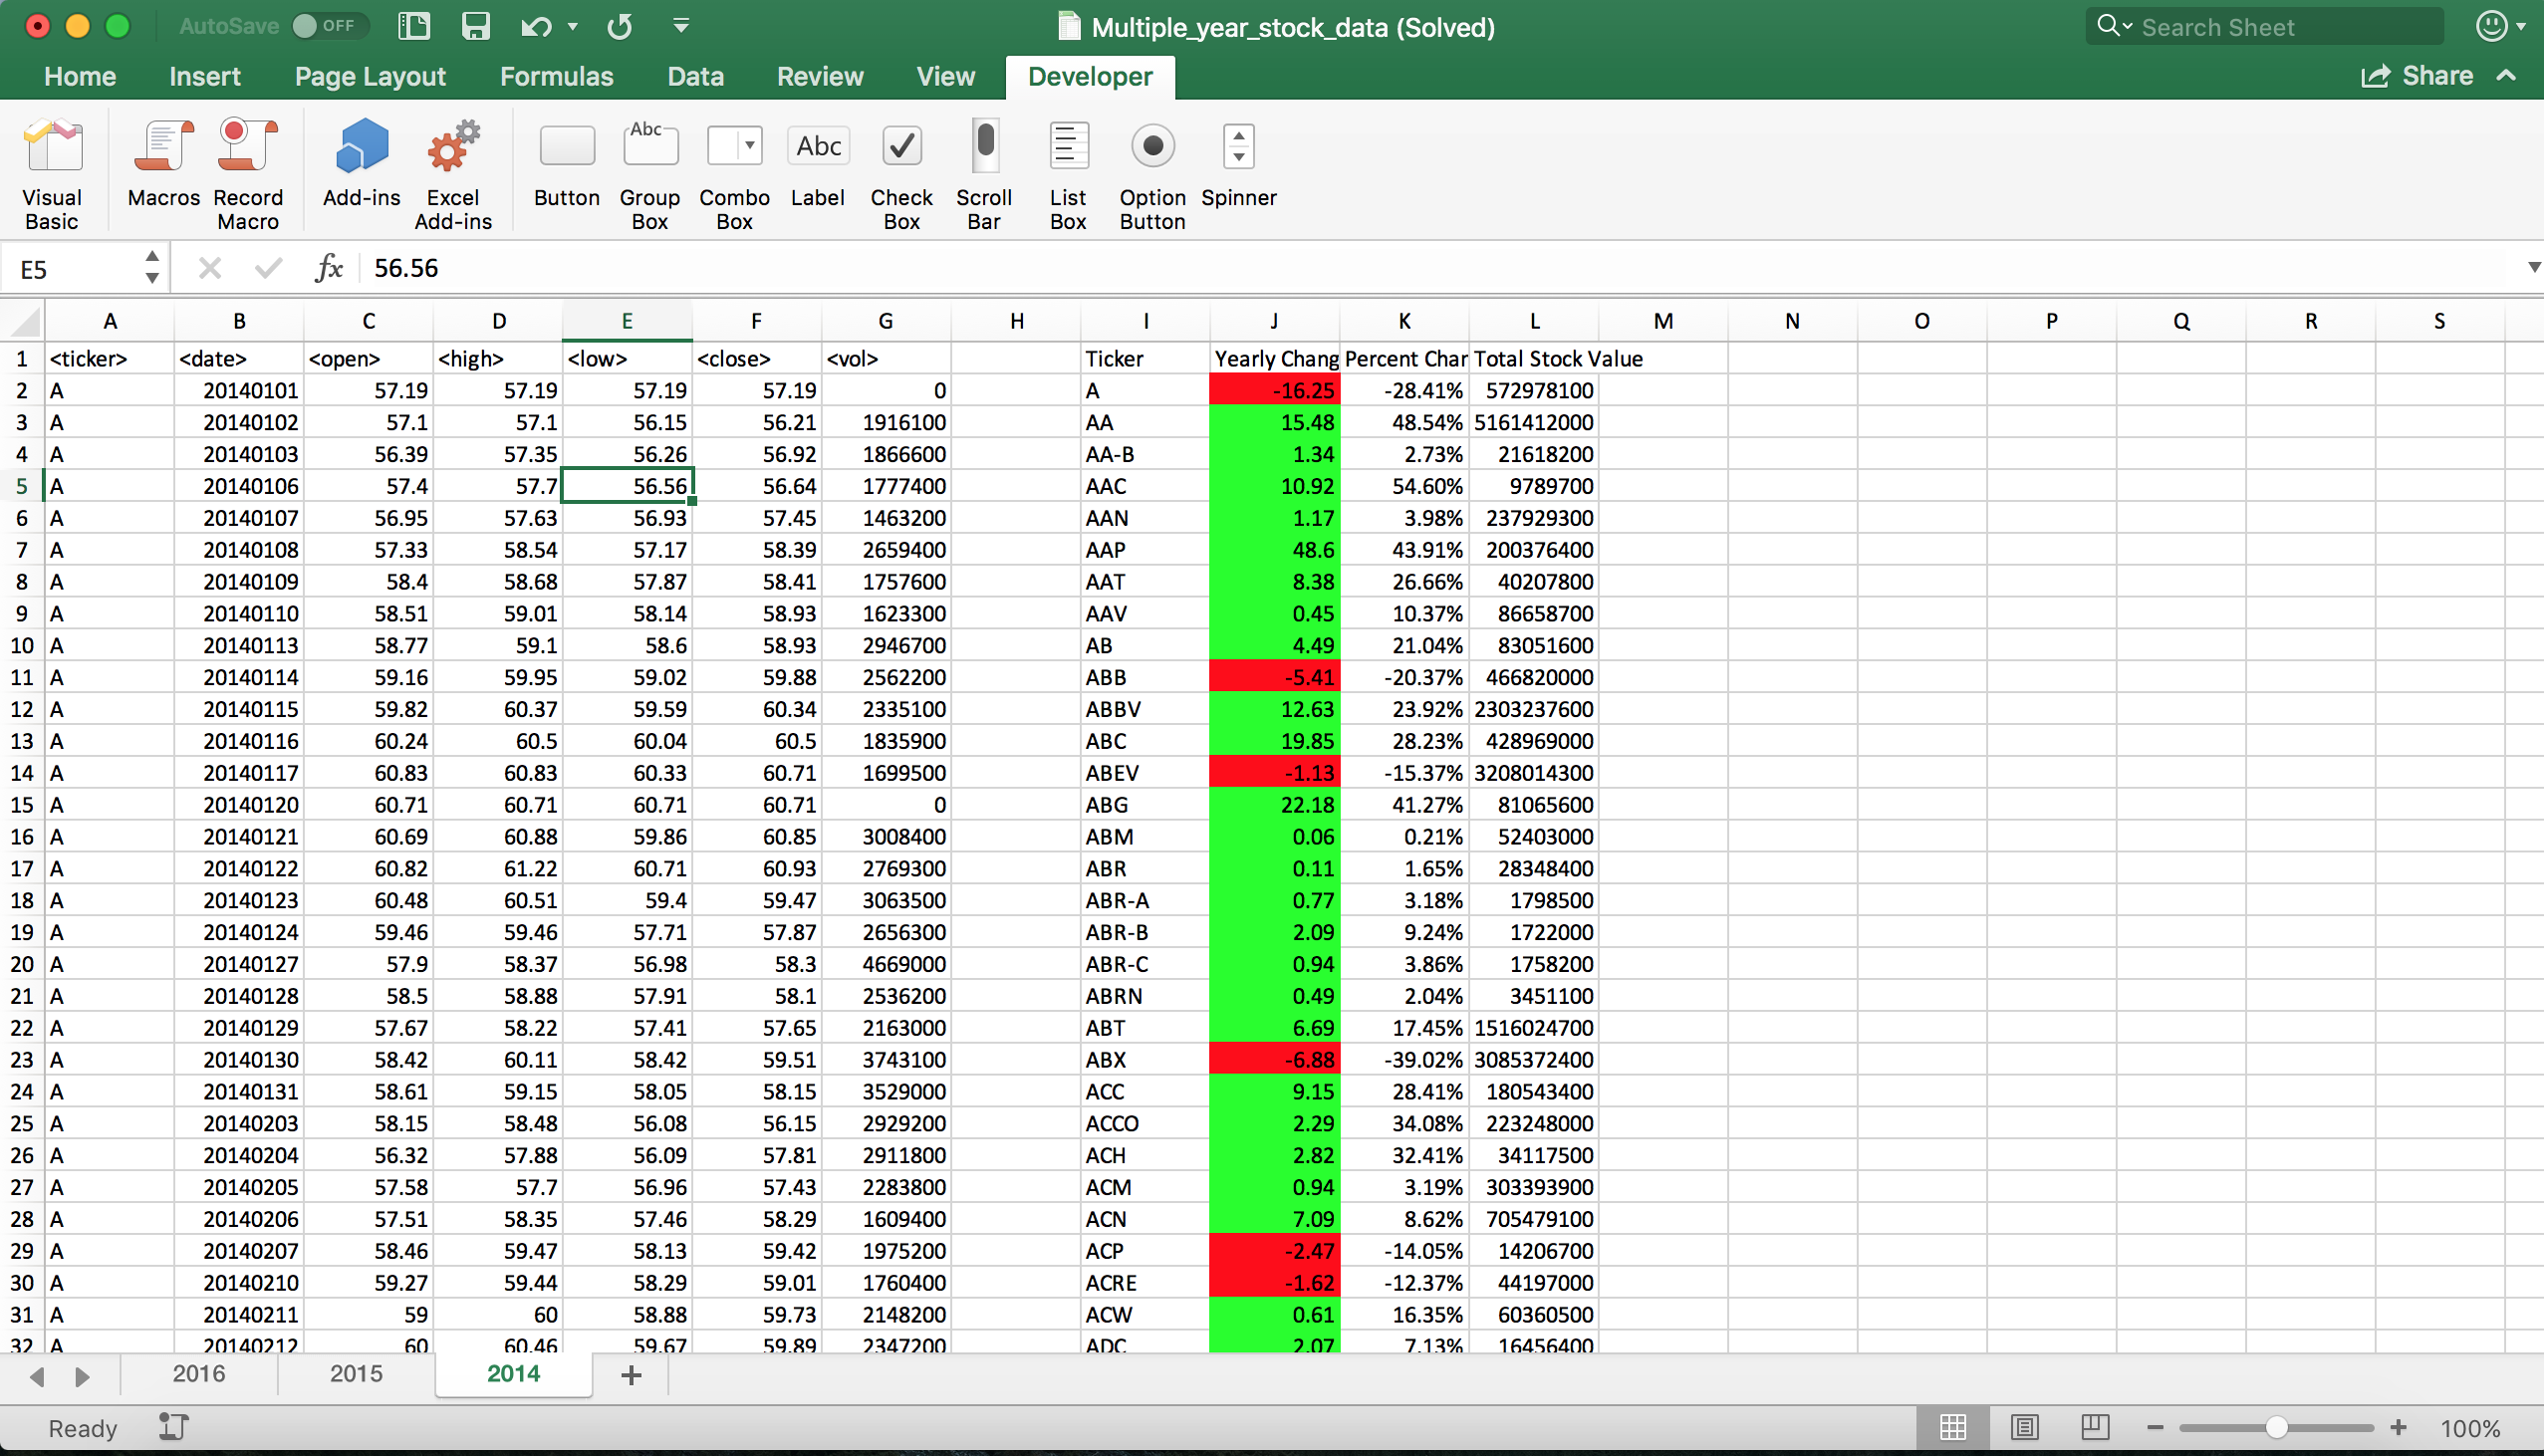 AutoSave OFF Multiple_year_stock_data (Solved) Search Sheet
Home Insert Page Layout Formulas Data Review View Developer Share
Abc Abc
Visual Basic Macros Record Macro Add-ins Excel Add-ins Button Group Box Combo Box Label Check Box Scroll Bar List Box Option Button Spinner
E5 fx 56.56
A B C D E F G H I J K L M N O P Q R S
1 <ticker> <date> <open> <high> <low> <close> <vol> Ticker Yearly Chang Percent Char Total Stock Value
2 A 20140101 57.19 57.19 57.19 57.19 0 A -16.25 -28.41% 572978100
3 A 20140102 57.1 57.1 56.15 56.21 1916100 AA 15.48 48.54% 5161412000
4 A 20140103 56.39 57.35 56.26 56.92 1866600 AA-B 1.34 2.73% 21618200
5 A 20140106 57.4 57.7 56.56 56.64 1777400 AAC 10.92 54.60% 9789700
6 A 20140107 56.95 57.63 56.93 57.45 1463200 AAN 1.17 3.98% 237929300
7 A 20140108 57.33 58.54 57.17 58.39 2659400 AAP 48.6 43.91% 200376400
8 A 20140109 58.4 58.68 57.87 58.41 1757600 AAT 8.38 26.66% 40207800
9 A 20140110 58.51 59.01 58.14 58.93 1623300 AAV 0.45 10.37% 86658700
10 A 20140113 58.77 59.1 58.6 58.93 2946700 AB 4.49 21.04% 83051600
11 A 20140114 59.16 59.95 59.02 59.88 2562200 ABB -5.41 -20.37% 466820000
12 A 20140115 59.82 60.37 59.59 60.34 2335100 ABBV 12.63 23.92% 2303237600
13 A 20140116 60.24 60.5 60.04 60.5 1835900 ABC 19.85 28.23% 428969000
14 A 20140117 60.83 60.83 60.33 60.71 1699500 ABEV -1.13 -15.37% 3208014300
15 A 20140120 60.71 60.71 60.71 60.71 0 ABG 22.18 41.27% 81065600
16 A 20140121 60.69 60.88 59.86 60.85 3008400 ABM 0.06 0.21% 52403000
17 A 20140122 60.82 61.22 60.71 60.93 2769300 ABR 0.11 1.65% 28348400
18 A 20140123 60.48 60.51 59.4 59.47 3063500 ABR-A 0.77 3.18% 1798500
19 A 20140124 59.46 59.46 57.71 57.87 2656300 ABR-B 2.09 9.24% 1722000
20 A 20140127 57.9 58.37 56.98 58.3 4669000 ABR-C 0.94 3.86% 1758200
21 A 20140128 58.5 58.88 57.91 58.1 2536200 ABRN 0.49 2.04% 3451100
22 A 20140129 57.67 58.22 57.41 57.65 2163000 ABT 6.69 17.45% 1516024700
23 A 20140130 58.42 60.11 58.42 59.51 3743100 ABX -6.88 -39.02% 3085372400
24 A 20140131 58.61 59.15 58.05 58.15 3529000 ACC 9.15 28.41% 180543400
25 A 20140203 58.15 58.48 56.08 56.15 2929200 ACCO 2.29 34.08% 223248000
26 A 20140204 56.32 57.88 56.09 57.81 2911800 ACH 2.82 32.41% 34117500
27 A 20140205 57.58 57.7 56.96 57.43 2283800 ACM 0.94 3.19% 303393900
28 A 20140206 57.51 58.35 57.46 58.29 1609400 ACN 7.09 8.62% 705479100
29 A 20140207 58.46 59.47 58.13 59.42 1975200 ACP -2.47 -14.05% 14206700
30 A 20140210 59.27 59.44 58.29 59.01 1760400 ACRE -1.62 -12.37% 44197000
31 A 20140211 59 60 58.88 59.73 2148200 ACW 0.61 16.35% 60360500
32 A 20140212 60 60.46 59.67 59.89 2347200 ADC 2.07 7.13% 16456400
2016 2015 2014 +
Ready 100%